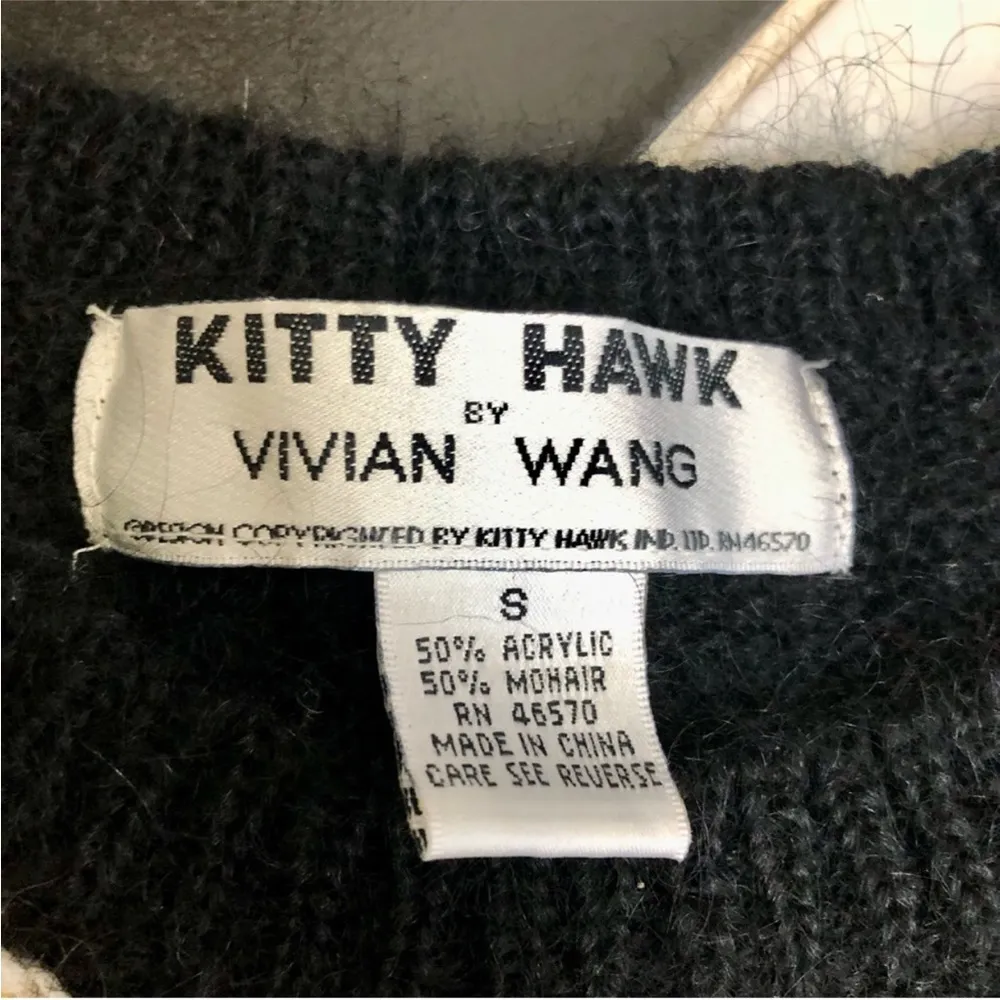 KITTY HAWK
BY
VIVIAN WANG
COPYRIGHTED BY KITTY HAWK IND. LTD. RN46570
S
50% ACRYLIC
50% MOHAIR
RN 46570
MADE IN CHINA
CARE SEE REVERSE